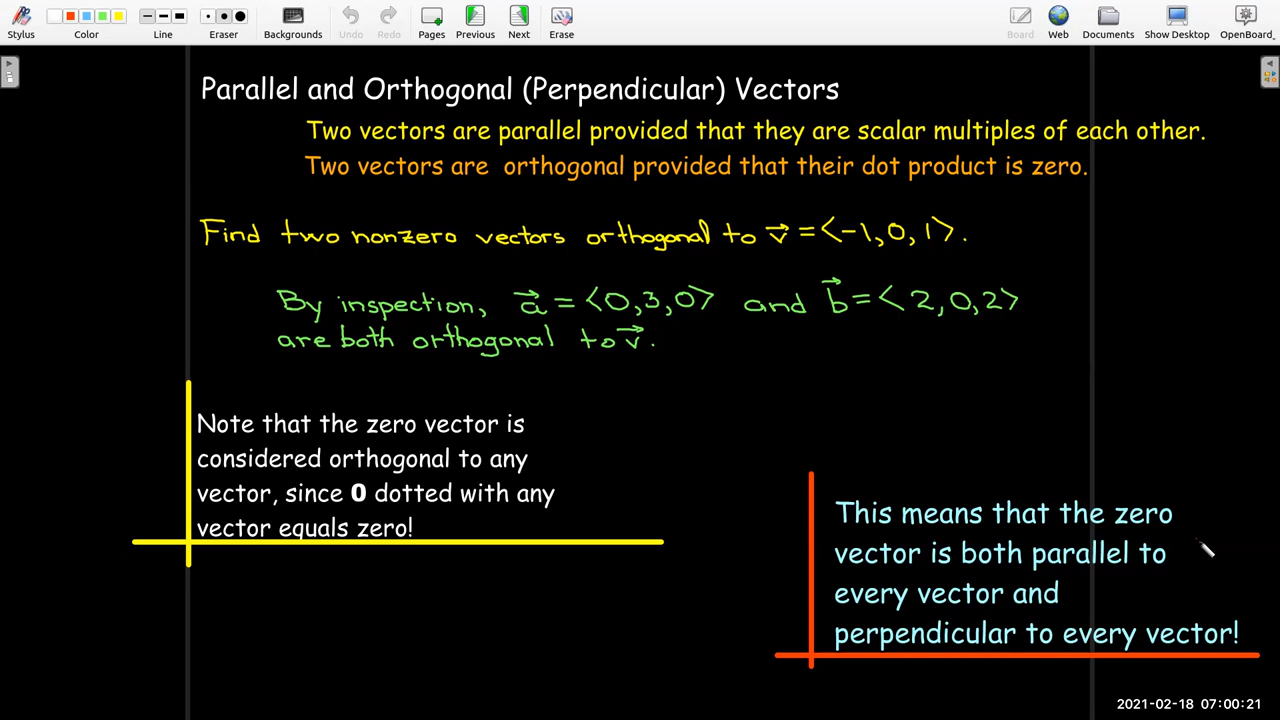 Stylus Color Line Eraser Backgrounds Undo Redo Pages Previous Next Erase Board Web Documents Show Desktop OpenBoard
Parallel and Orthogonal (Perpendicular) Vectors
Two vectors are parallel provided that they are scalar multiples of each other.
Two vectors are orthogonal provided that their dot product is zero.
Find two nonzero vectors orthogonal to v⃗ = ⟨-1, 0, 1⟩.
By inspection, a⃗ = ⟨0, 3, 0⟩ and b⃗ = ⟨2, 0, 2⟩
are both orthogonal to v⃗.
Note that the zero vector is
considered orthogonal to any
vector, since 0 dotted with any
vector equals zero!
This means that the zero
vector is both parallel to
every vector and
perpendicular to every vector!
2021-02-18 07:00:21